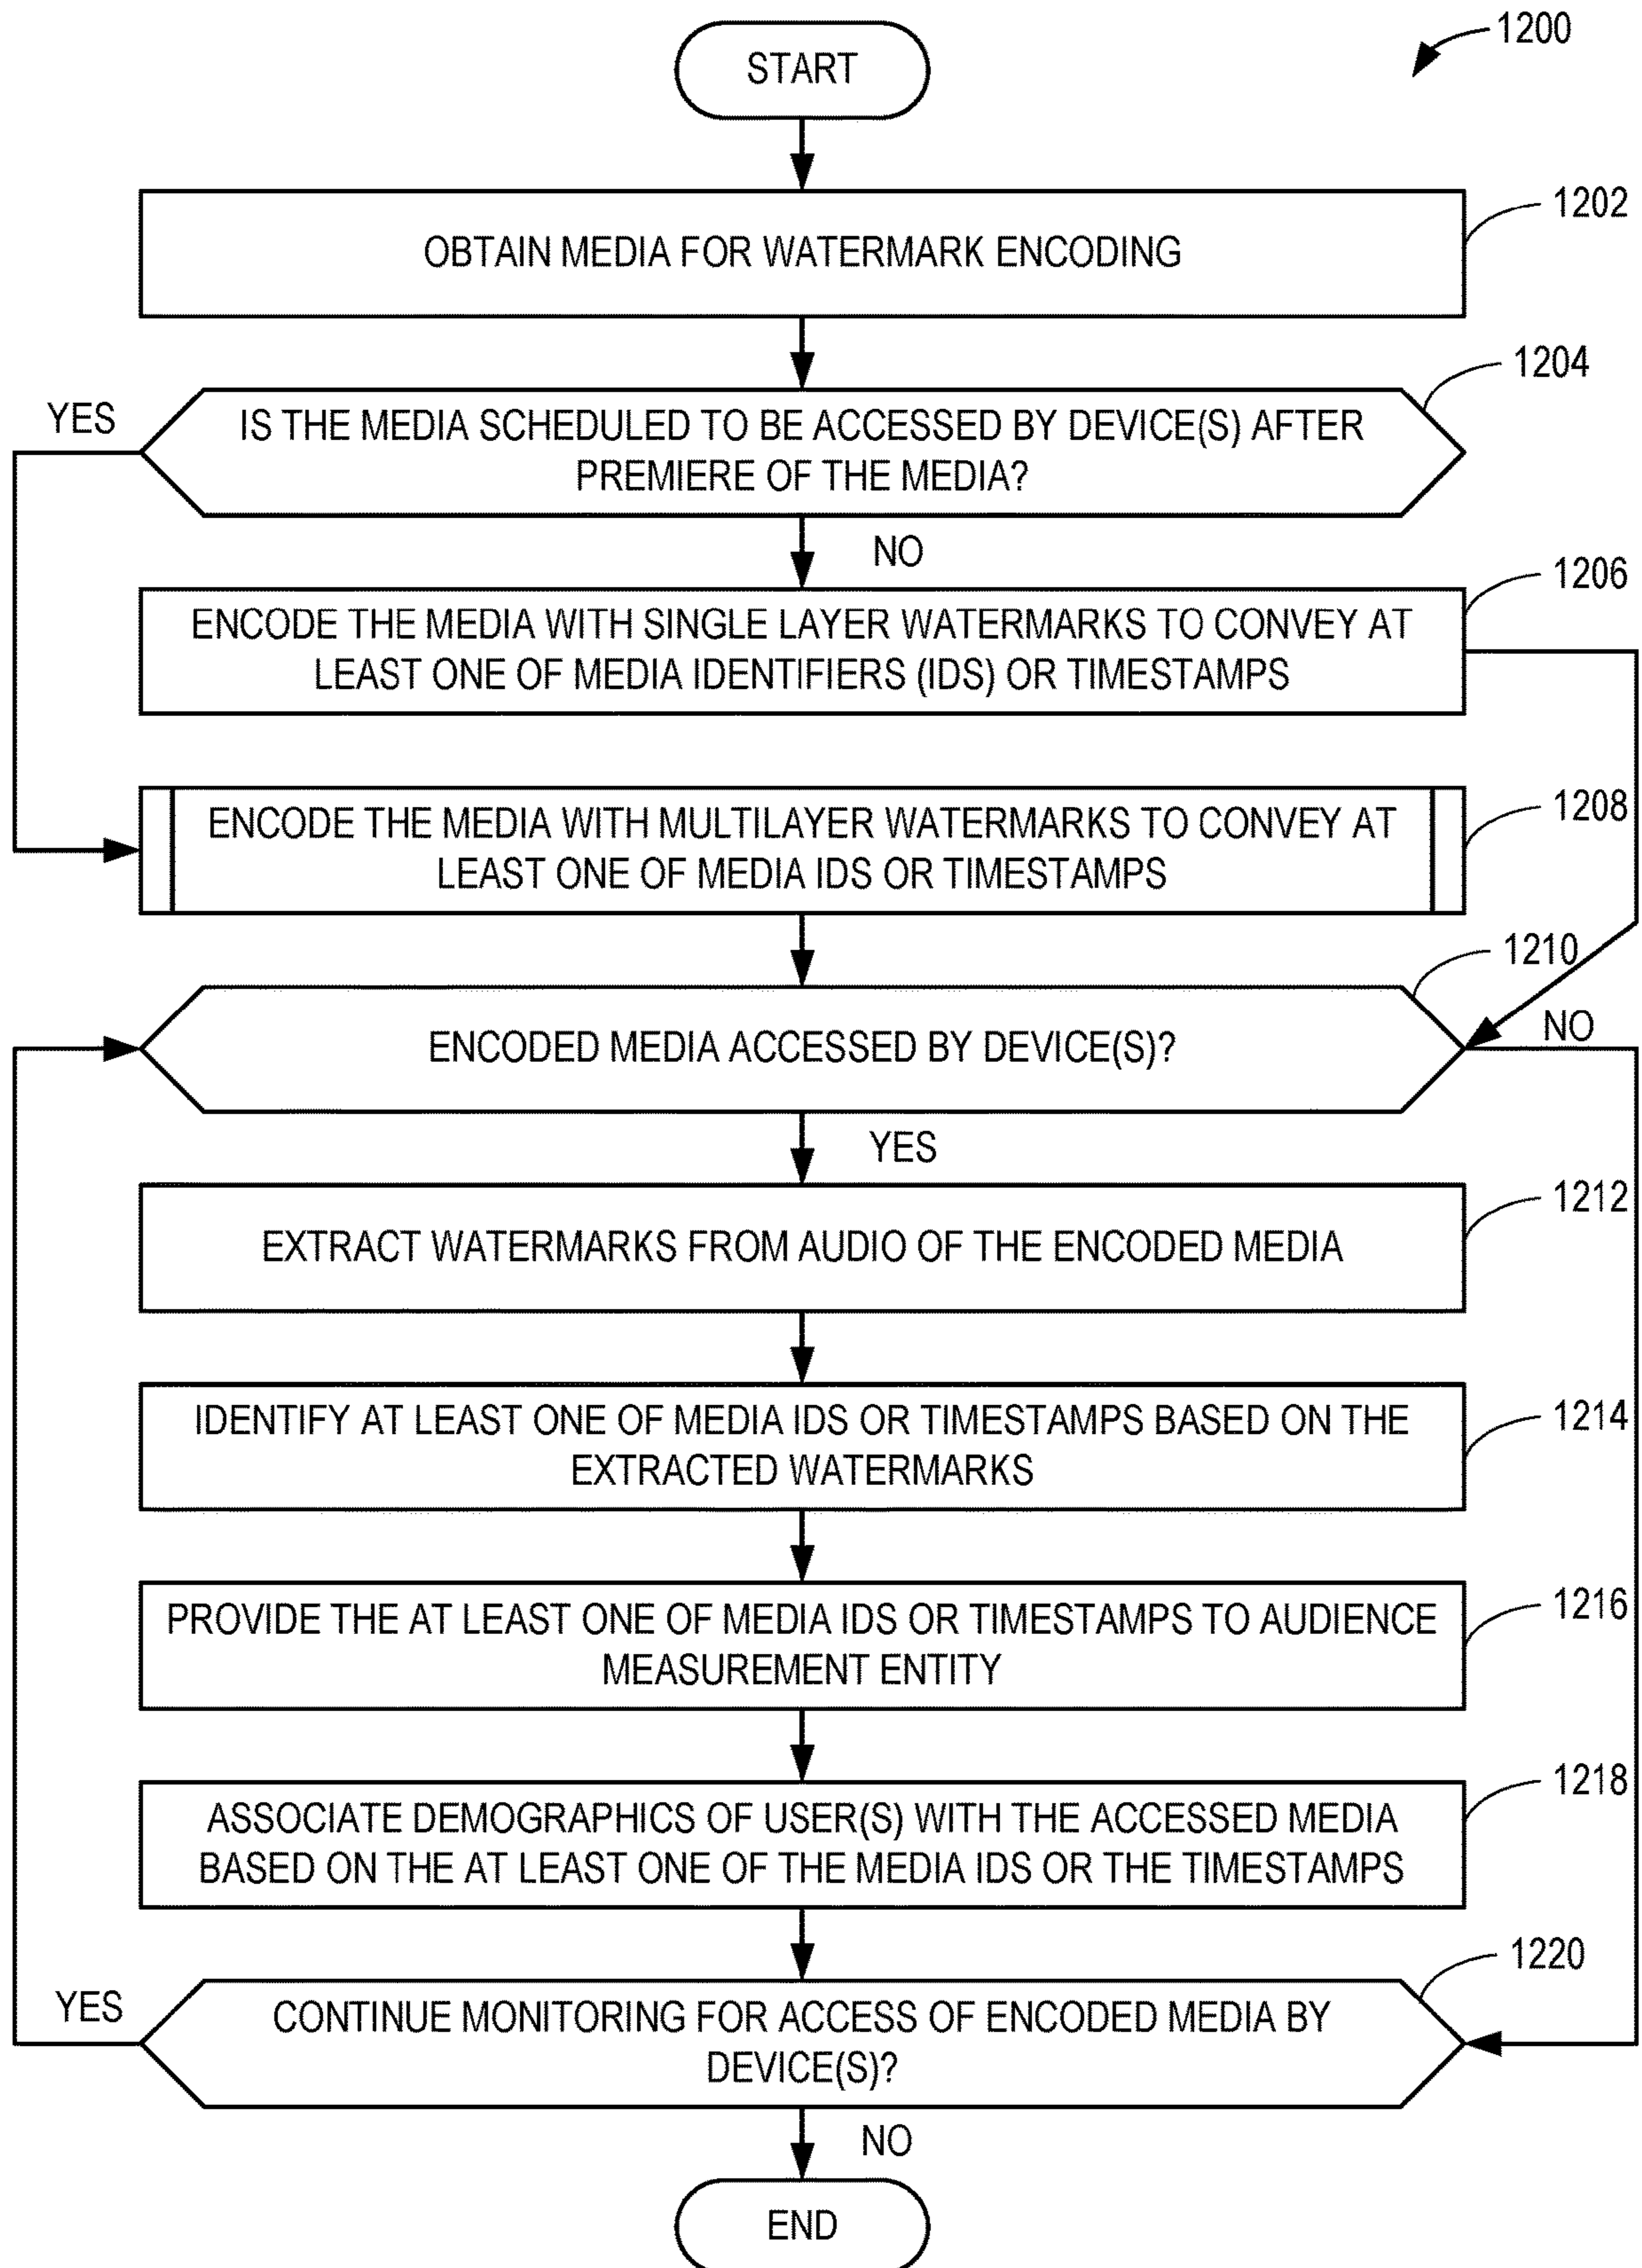 1200
START
1202
OBTAIN MEDIA FOR WATERMARK ENCODING
1204
YES
IS THE MEDIA SCHEDULED TO BE ACCESSED BY DEVICE(S) AFTER
PREMIERE OF THE MEDIA?
NO
1206
ENCODE THE MEDIA WITH SINGLE LAYER WATERMARKS TO CONVEY AT
LEAST ONE OF MEDIA IDENTIFIERS (IDS) OR TIMESTAMPS
1208
ENCODE THE MEDIA WITH MULTILAYER WATERMARKS TO CONVEY AT
LEAST ONE OF MEDIA IDS OR TIMESTAMPS
1210
NO
ENCODED MEDIA ACCESSED BY DEVICE(S)?
YES
1212
EXTRACT WATERMARKS FROM AUDIO OF THE ENCODED MEDIA
1214
IDENTIFY AT LEAST ONE OF MEDIA IDS OR TIMESTAMPS BASED ON THE
EXTRACTED WATERMARKS
1216
PROVIDE THE AT LEAST ONE OF MEDIA IDS OR TIMESTAMPS TO AUDIENCE
MEASUREMENT ENTITY
1218
ASSOCIATE DEMOGRAPHICS OF USER(S) WITH THE ACCESSED MEDIA
BASED ON THE AT LEAST ONE OF THE MEDIA IDS OR THE TIMESTAMPS
1220
YES
CONTINUE MONITORING FOR ACCESS OF ENCODED MEDIA BY
DEVICE(S)?
NO
END